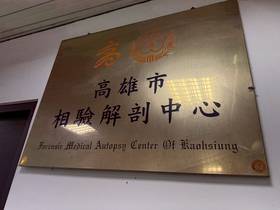 高雄市
相驗解剖中心
Forensic Medical Autopsy Center Of Kaohsiung